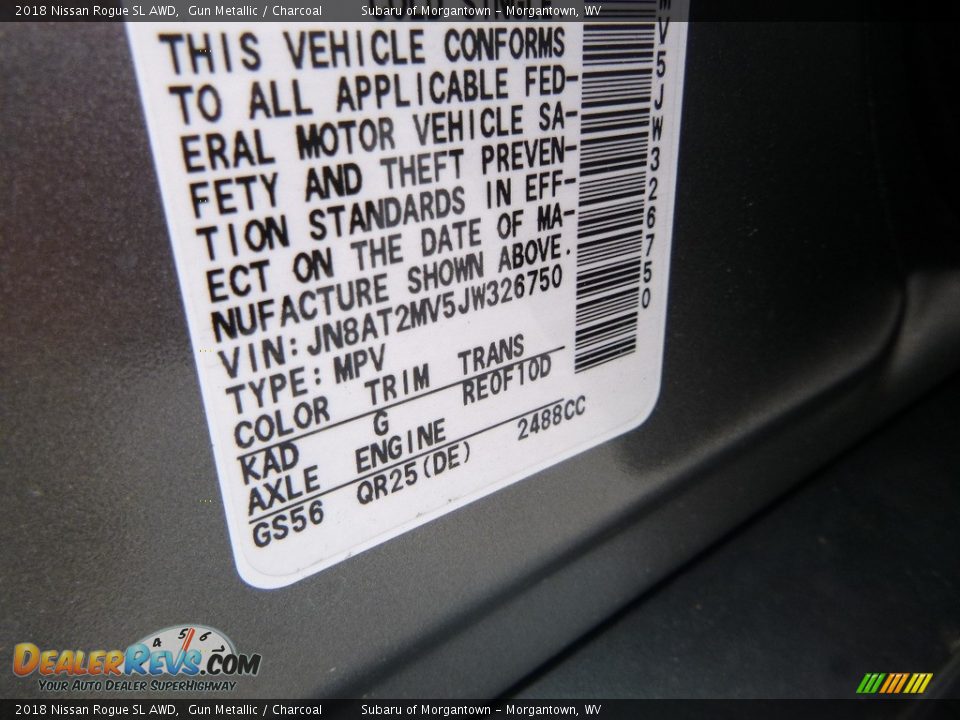 2018 Nissan Rogue SL AWD, Gun Metallic / Charcoal Subaru of Morgantown - Morgantown, WV
THIS VEHICLE CONFORMS
TO ALL APPLICABLE FED-
ERAL MOTOR VEHICLE SA-
FETY AND THEFT PREVEN-
TION STANDARDS IN EFF-
ECT ON THE DATE OF MA-
NUFACTURE SHOWN ABOVE.
VIN: JN8AT2MV5JW326750
TYPE: MPV
COLOR TRIM TRANS
KAD G RE0F10D
AXLE ENGINE
GS56 QR25(DE) 2488CC
MV5JW326750
4 5 6
DEALERREVS.COM
YOUR AUTO DEALER SUPERHIGHWAY
2018 Nissan Rogue SL AWD, Gun Metallic / Charcoal Subaru of Morgantown - Morgantown, WV